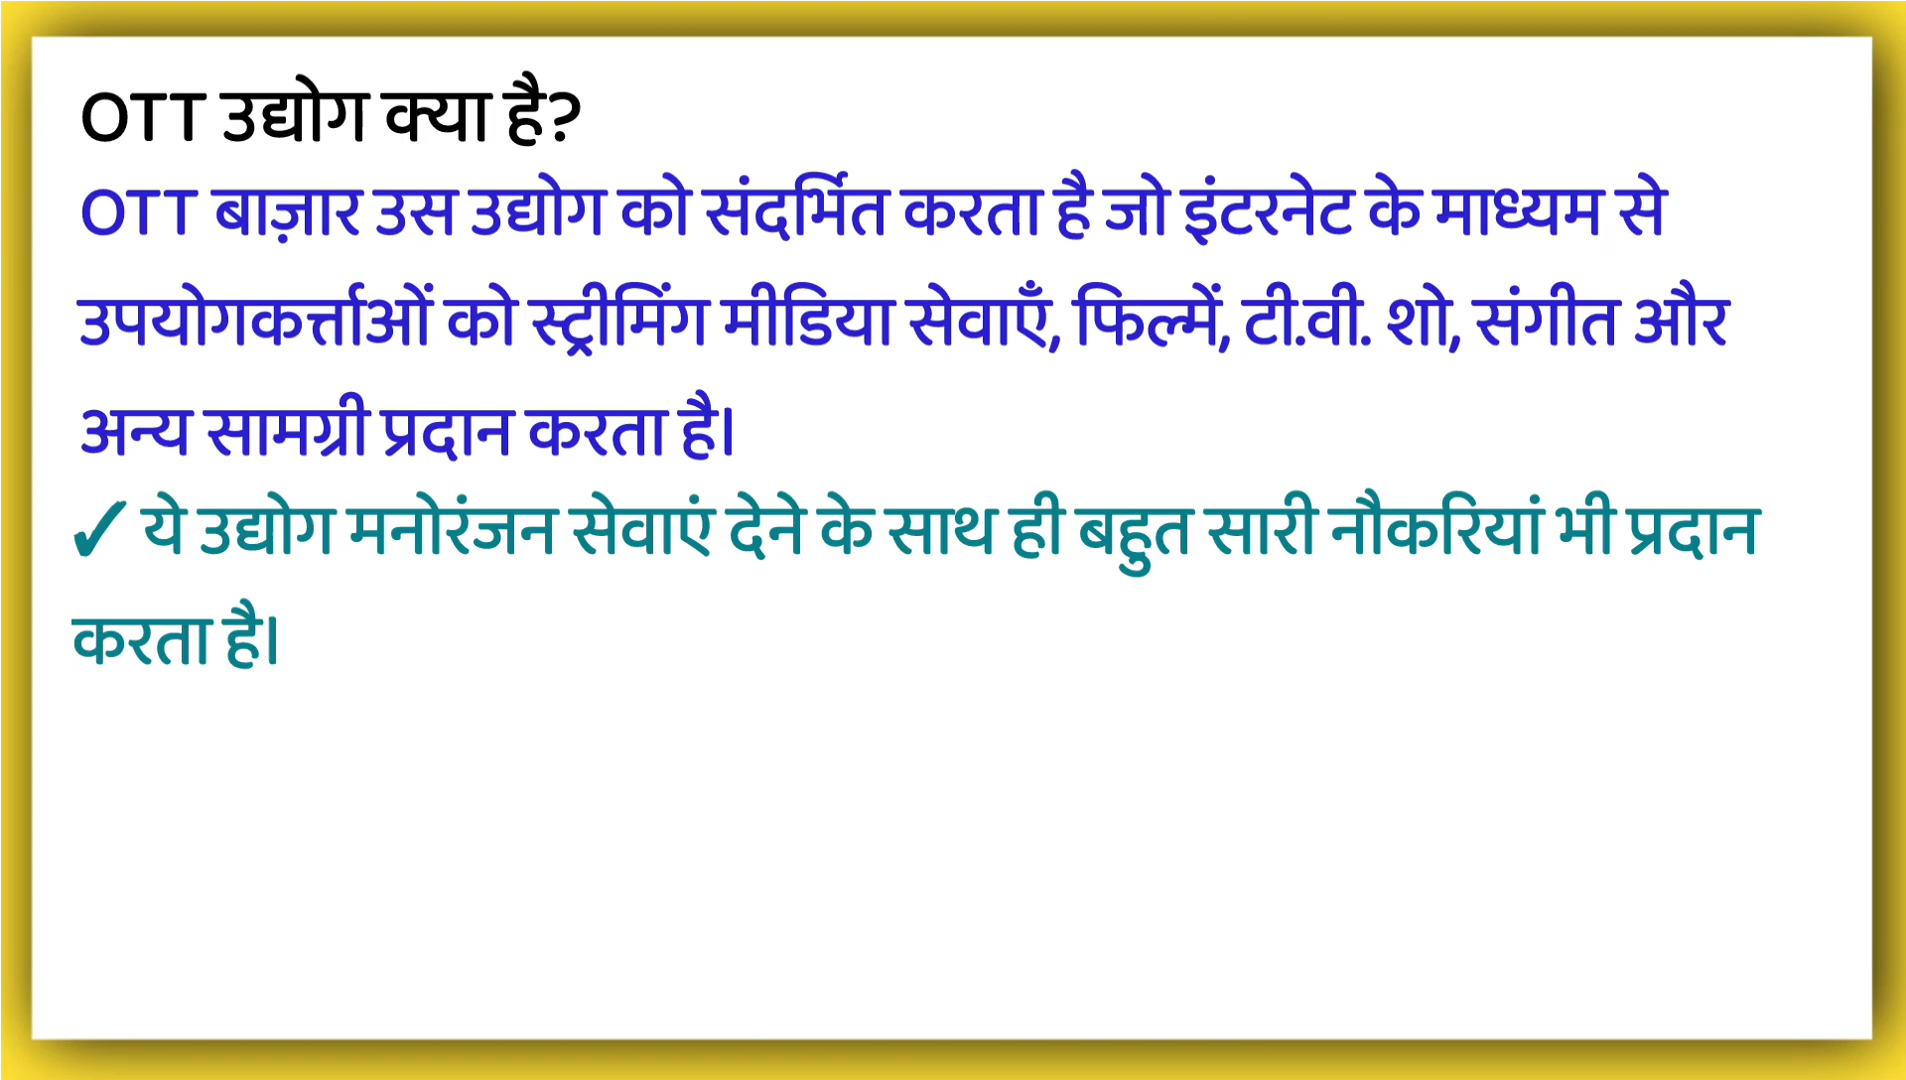 OTT उद्योग क्या है?
OTT बाज़ार उस उद्योग को संदर्भित करता है जो इंटरनेट के माध्यम से
उपयोगकर्त्ताओं को स्ट्रीमिंग मीडिया सेवाएँ, फिल्में, टी.वी. शो, संगीत और
अन्य सामग्री प्रदान करता है।
✓ ये उद्योग मनोरंजन सेवाएं देने के साथ ही बहुत सारी नौकरियां भी प्रदान
करता है।